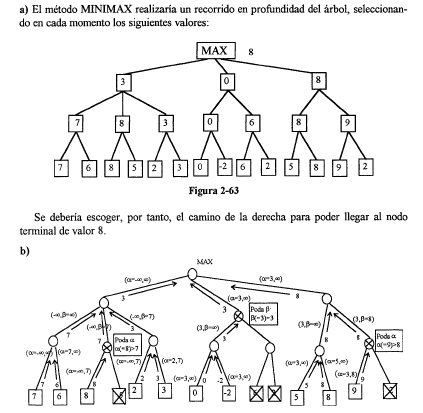 a) El método MINIMAX realizaría un recorrido en profundidad del árbol, seleccionan-
do en cada momento los siguientes valores:
MAX 8
3 0 8
7 8 3 0 6 8 9
7 6 8 5 2 3 0 -2 6 2 5 8 9 2
Figura 2-63
Se debería escoger, por tanto, el camino de la derecha para poder llegar al nodo
terminal de valor 8.
b)
MAX
(α=-∞,∞) (α=3,∞)
3 (α=3,∞) 8
(-∞,β=∞) (-∞,β=7) 3 Poda β (3,β=8)
7 β(=3)=3 (3,β=∞)
Poda α (3,β=∞) Poda α
7 α(=8)>7 8 α(=9)>8
(α=-∞,∞) (α=7,∞) (α=2,7) (α=3,∞) (α=5,∞)
(α=-∞,7) (α=-∞,7) (α=3,∞) (α=3,∞) (α=3,8)
7 6 8 2 3 0 -2 5 8 9
7 6 8 2 3 0 -2 5 8 9